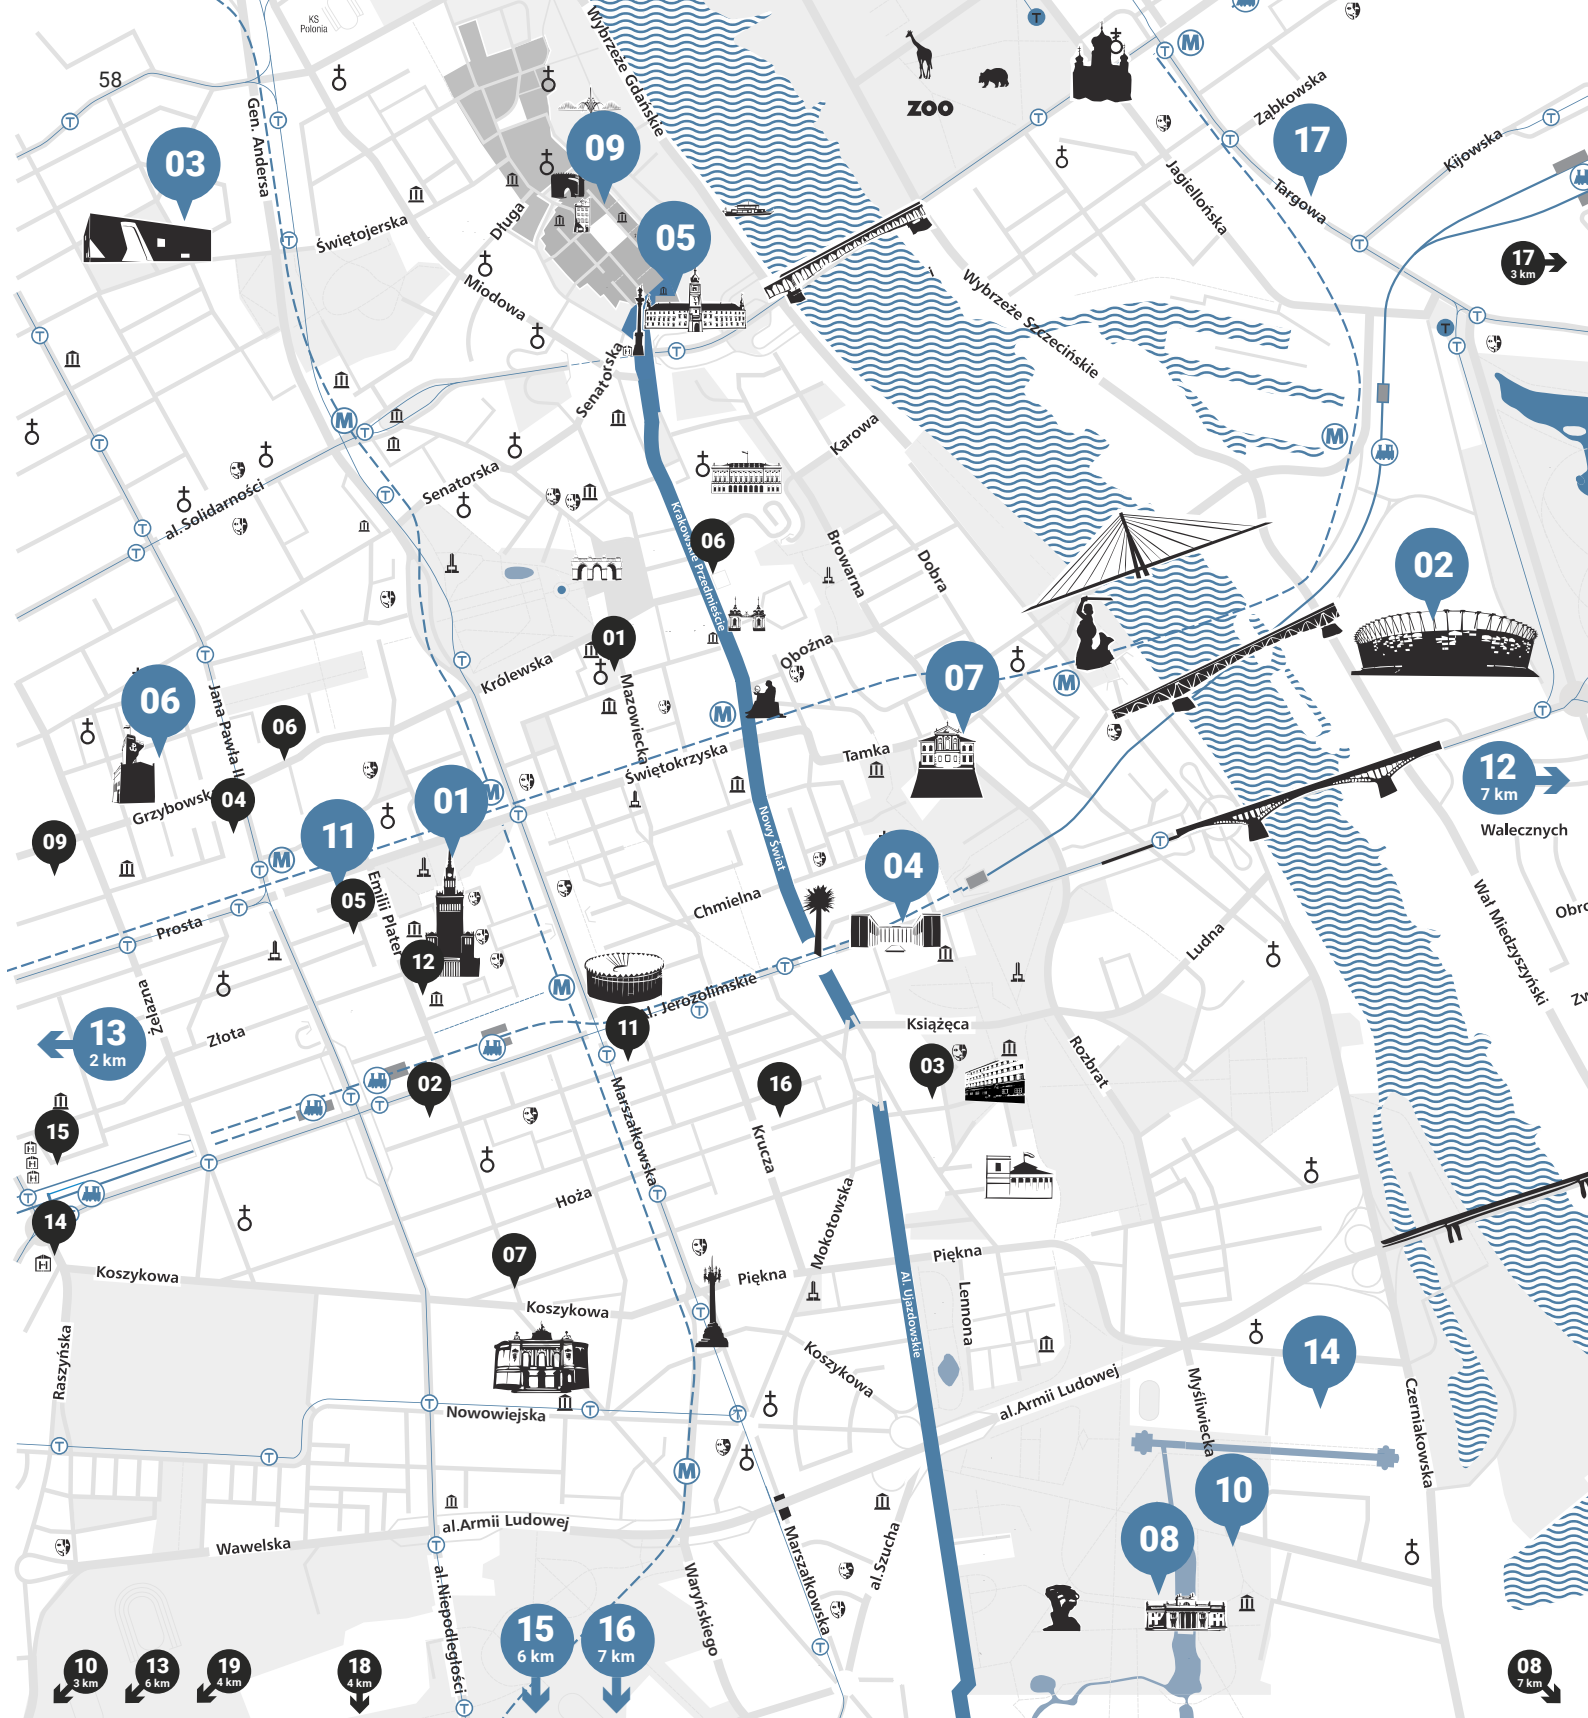 KS
Polonia
58
Gen. Andersa
Wybrzeże Gdańskie
ZOO
M
Ząbkowska
Kijowska
Jagiellońska
Targowa
03
09
17
05
17
3 km
Świętojerska
Długa
Miodowa
Senatorska
Wybrzeże Szczecińskie
M
Karowa
M
Senatorska
al.Solidarności
Krakowskie Przedmieście
06
Browarna
Dobra
02
01
Oboźna
Królewska
Mazowiecka
07
M
M
06
Jana Pawła II
06
Świętokrzyska
Tamka
12
7 km
Walecznych
Grzybowsk
04
01
M
11
09
M
Nowy Świat
04
05
Emilii Plater
Chmielna
Prosta
12
Wał Miedzyszyński
Obro
Ludna
Żelazna
M
al. Jerozolimskie
Zw
13
2 km
Złota
11
Książęca
03
Rozbrat
02
16
15
Marszałkowska
Krucza
Hoża
Mokotowska
14
07
Koszykowa
Piękna
Piękna
Koszykowa
Al. Ujazdowskie
Lennona
14
Raszyńska
Koszykowa
al.Armii Ludowej
Myśliwiecka
Czerniakowska
Nowowiejska
M
10
08
al.Armii Ludowej
Wawelska
al.Niepodległości
Waryńskiego
Marszałkowska
al.Szucha
15
6 km
16
7 km
10
3 km
13
6 km
19
4 km
18
4 km
08
7 km